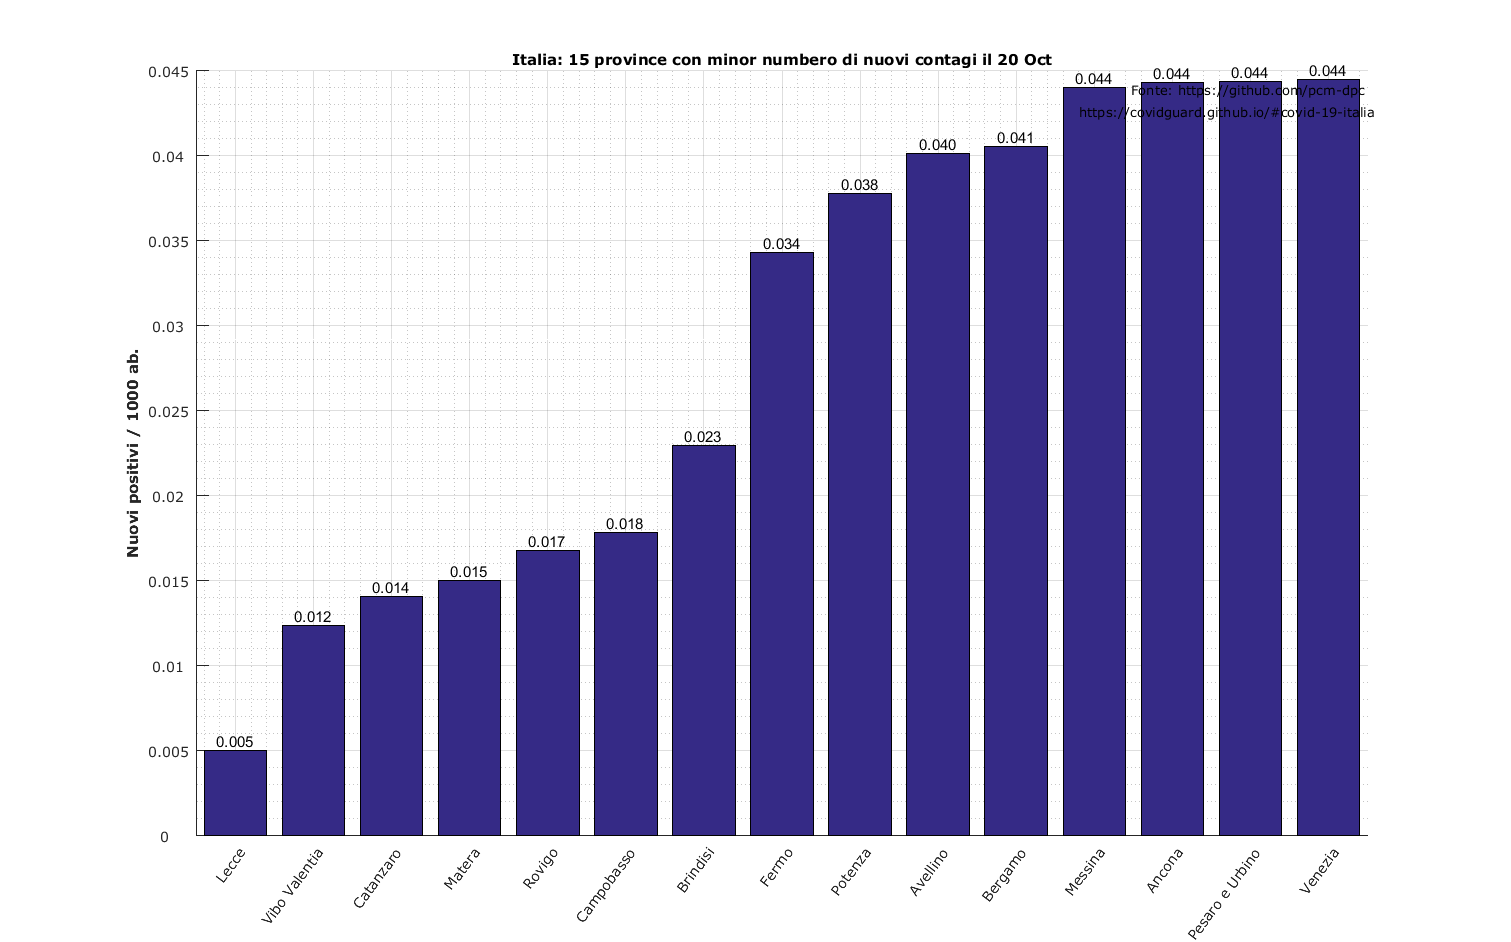 Italia: 15 province con minor numbero di nuovi contagi il 20 Oct
Fonte: https://github.com/pcm-dpc
https://covidguard.github.io/#covid-19-italia
Nuovi positivi / 1000 ab.
0.045
0.04
0.035
0.03
0.025
0.02
0.015
0.01
0.005
0
0.005
0.012
0.014
0.015
0.017
0.018
0.023
0.034
0.038
0.040
0.041
0.044
0.044
0.044
0.044
Lecce
Vibo Valentia
Catanzaro
Matera
Rovigo
Campobasso
Brindisi
Fermo
Potenza
Avellino
Bergamo
Messina
Ancona
Pesaro e Urbino
Venezia